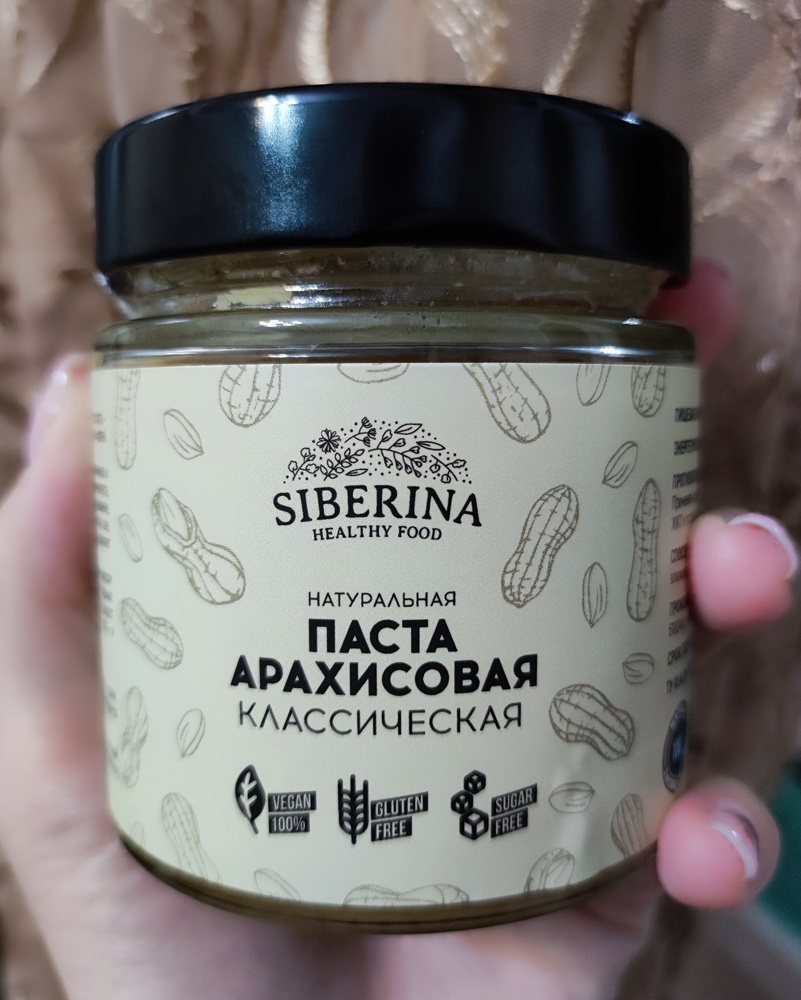 SIBERINA
HEALTHY FOOD
НАТУРАЛЬНАЯ
ПАСТА
АРАХИСОВАЯ
КЛАССИЧЕСКАЯ
VEGAN
100%
GLUTEN
FREE
SUGAR
FREE